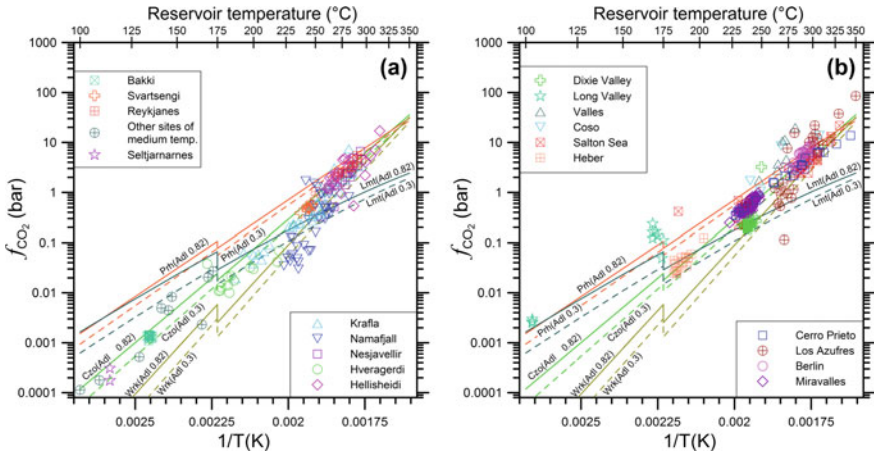 Reservoir temperature (°C)
100 125 150 175 200 225 250 275 300 325 350
(a)
1000
100
10
1
0.1
0.01
0.001
0.0001
fCO2 (bar)
Bakki
Svartsengi
Reykjanes
Other sites of
medium temp.
Seltjarnarnes
Prh(Adl 0.82)
Prh(Adl 0.3)
Lmt(Adl 0.82)
Lmt(Adl 0.3)
Czo(Adl 0.82)
Czo(Adl 0.3)
Wrk(Adl 0.82)
Wrk(Adl 0.3)
Krafla
Namafjall
Nesjavellir
Hveragerdi
Hellisheidi
0.0025 0.00225 0.002 0.00175
1/T(K)
Reservoir temperature (°C)
100 125 150 175 200 225 250 275 300 325 350
(b)
1000
100
10
1
0.1
0.01
0.001
0.0001
fCO2 (bar)
Dixie Valley
Long Valley
Valles
Coso
Salton Sea
Heber
Prh(Adl 0.82)
Prh(Adl 0.3)
Lmt(Adl 0.82)
Lmt(Adl 0.3)
Czo(Adl 0.82)
Czo(Adl 0.3)
Wrk(Adl 0.82)
Wrk(Adl 0.3)
Cerro Prieto
Los Azufres
Berlin
Miravalles
0.0025 0.00225 0.002 0.00175
1/T(K)